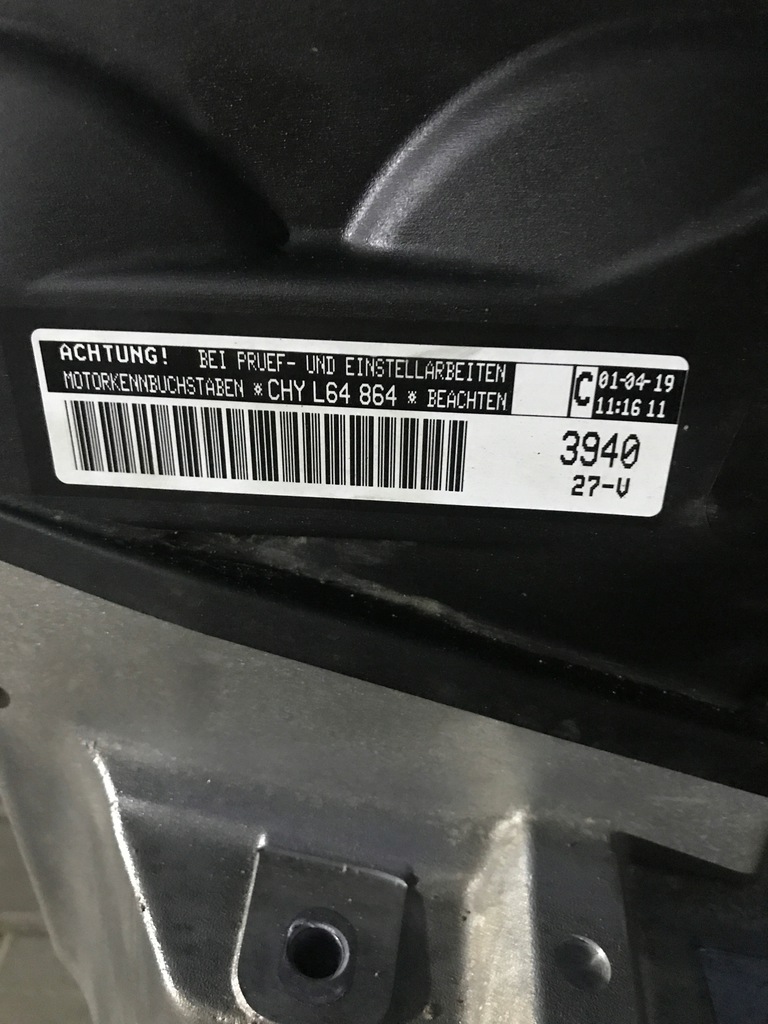 ACHTUNG! BEI PRUEF- UND EINSTELLARBEITEN
MOTORKENNBUCHSTABEN *CHY L64 864* BEACHTEN
C
01-04-19
11:16 11
3940
27-V